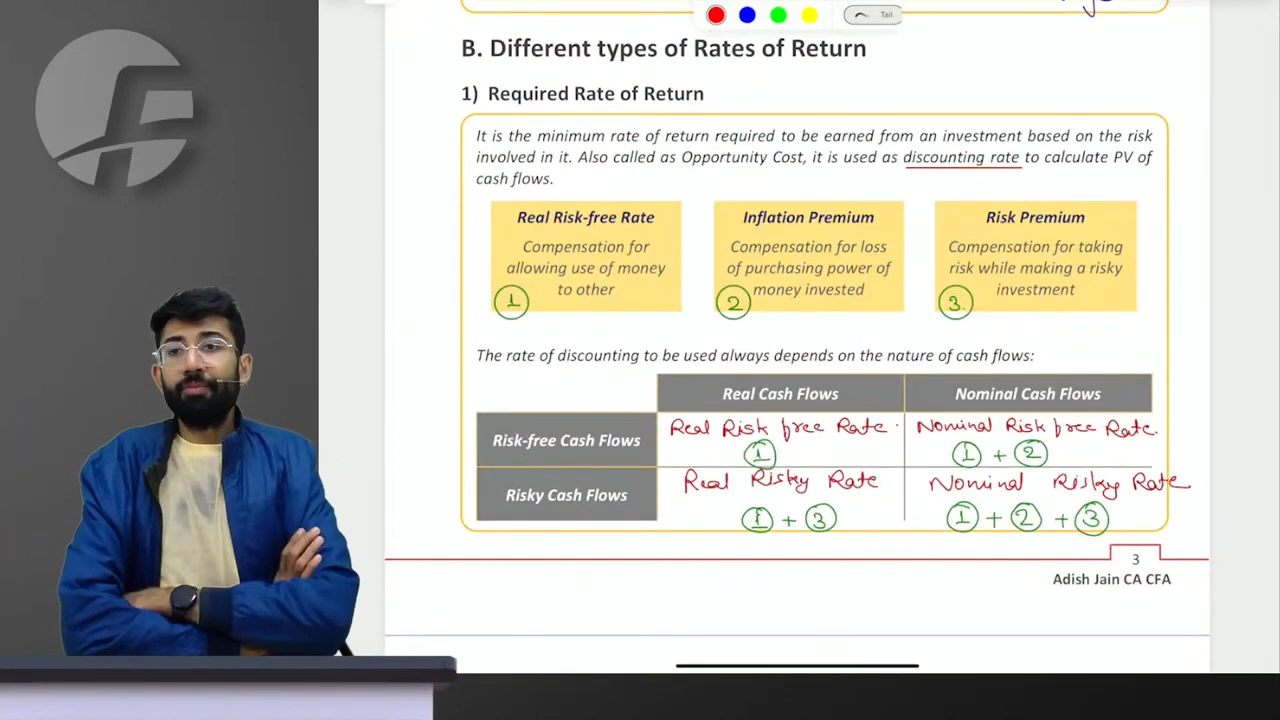 Tail
B. Different types of Rates of Return
1) Required Rate of Return
It is the minimum rate of return required to be earned from an investment based on the risk
involved in it. Also called as Opportunity Cost, it is used as discounting rate to calculate PV of
cash flows.
Real Risk-free Rate
Compensation for
allowing use of money
to other
1
Inflation Premium
Compensation for loss
of purchasing power of
money invested
2
Risk Premium
Compensation for taking
risk while making a risky
investment
3.
The rate of discounting to be used always depends on the nature of cash flows:
Real Cash Flows
Nominal Cash Flows
Risk-free Cash Flows
Real Risk free Rate.
1
Nominal Risk free Rate.
1 + 2
Risky Cash Flows
Real Risky Rate
1 + 3
Nominal Risky Rate
1 + 2 + 3
3
Adish Jain CA CFA